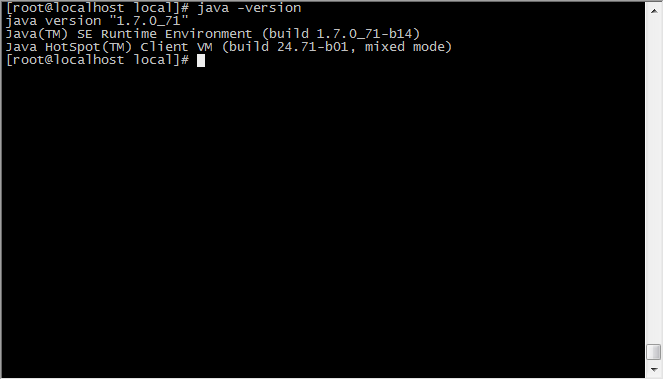 [root@localhost local]# java -version
java version "1.7.0_71"
Java(TM) SE Runtime Environment (build 1.7.0_71-b14)
Java HotSpot(TM) Client VM (build 24.71-b01, mixed mode)
[root@localhost local]#